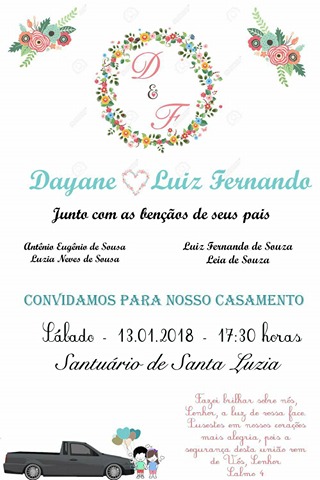 D
&
F
Dayane Luiz Fernando
Junto com as bençãos de seus pais
Antônio Eugênio de Sousa
Luzia Neves de Sousa
Luiz Fernando de Souza
Leia de Souza
CONVIDAMOS PARA NOSSO CASAMENTO
Sábado - 13.01.2018 - 17:30 horas
Santuário de Santa Luzia
Fazei brilhar sobre nós,
Senhor, a luz de vossa face.
Pusestes em nossos corações
mais alegria, pois a
segurança desta união vem
de Vós, Senhor.
Salmo 4